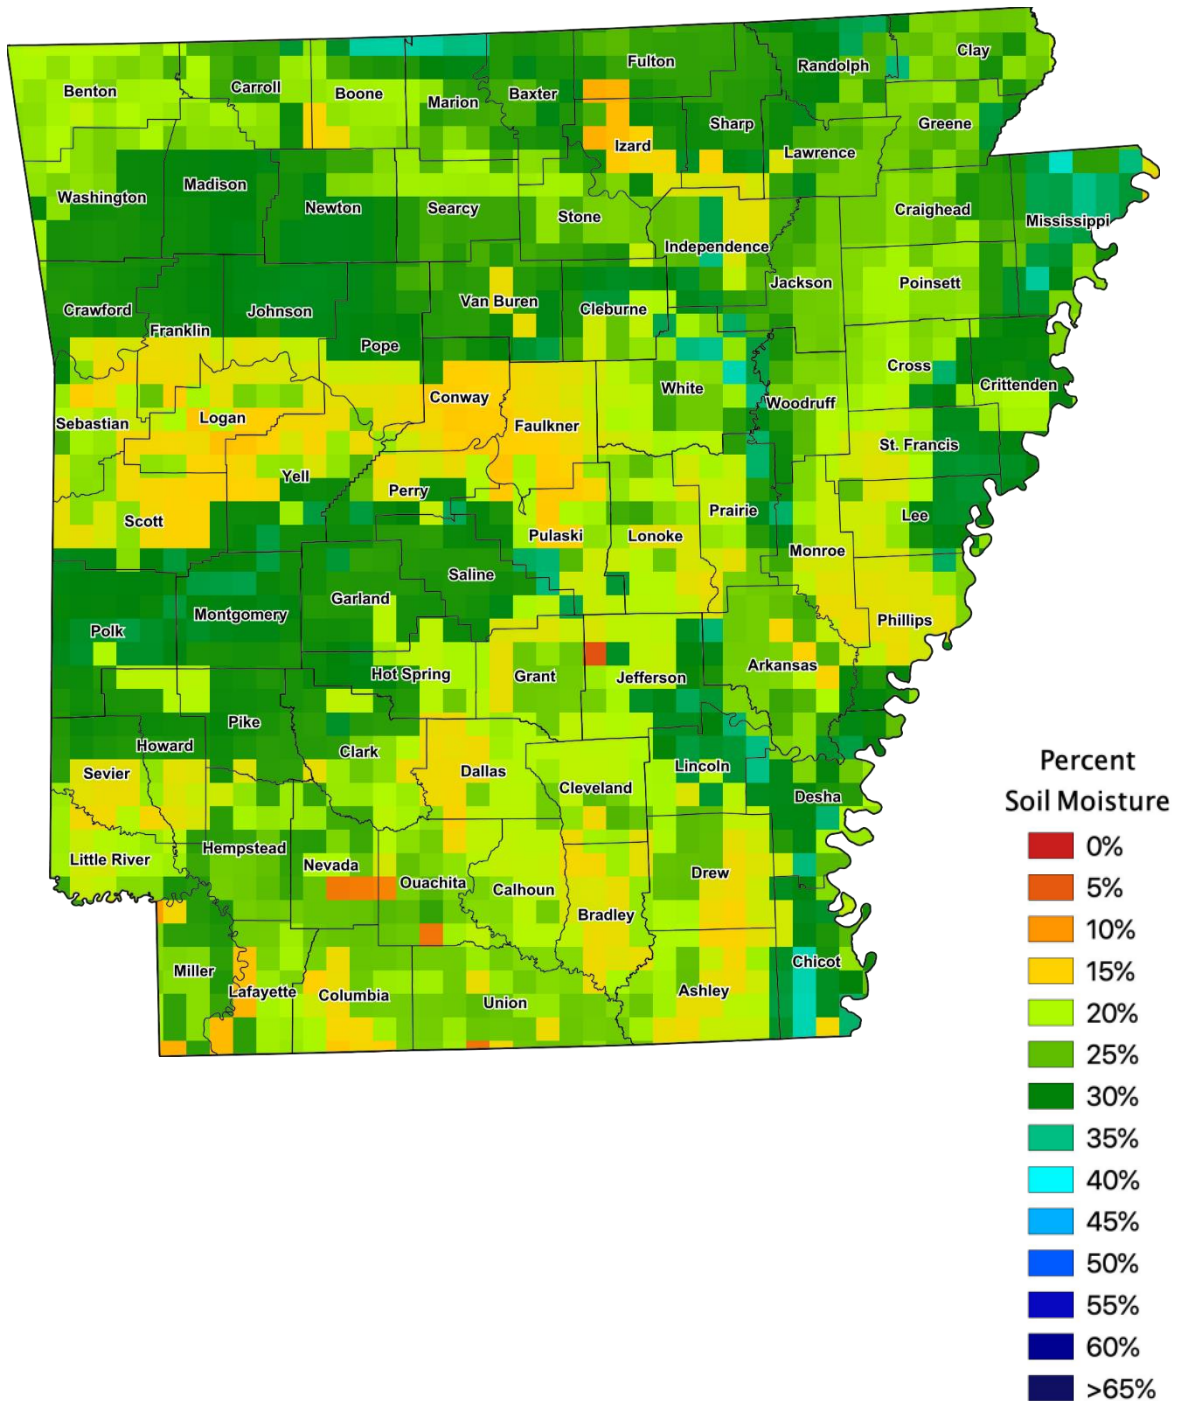 Clay
Fulton
Randolph
Carroll
Benton
Boone
Baxter
Marion
Sharp
Greene
Izard
Lawrence
Madison
Washington
Newton
Searcy
Stone
Craighead
Mississippi
Independence
Jackson
Poinsett
Van Buren
Crawford
Johnson
Cleburne
Franklin
Pope
Cross
Crittenden
White
Conway
Woodruff
Logan
Sebastian
Faulkner
St. Francis
Yell
Perry
Prairie
Lee
Scott
Pulaski
Lonoke
Monroe
Saline
Garland
Montgomery
Phillips
Polk
Arkansas
Hot Spring
Grant
Jefferson
Pike
Howard
Clark
Lincoln
Sevier
Dallas
Cleveland
Desha
Hempstead
Little River
Nevada
Drew
Ouachita
Calhoun
Bradley
Chicot
Miller
Lafayette
Columbia
Ashley
Union
Percent
Soil Moisture
0%
5%
10%
15%
20%
25%
30%
35%
40%
45%
50%
55%
60%
>65%